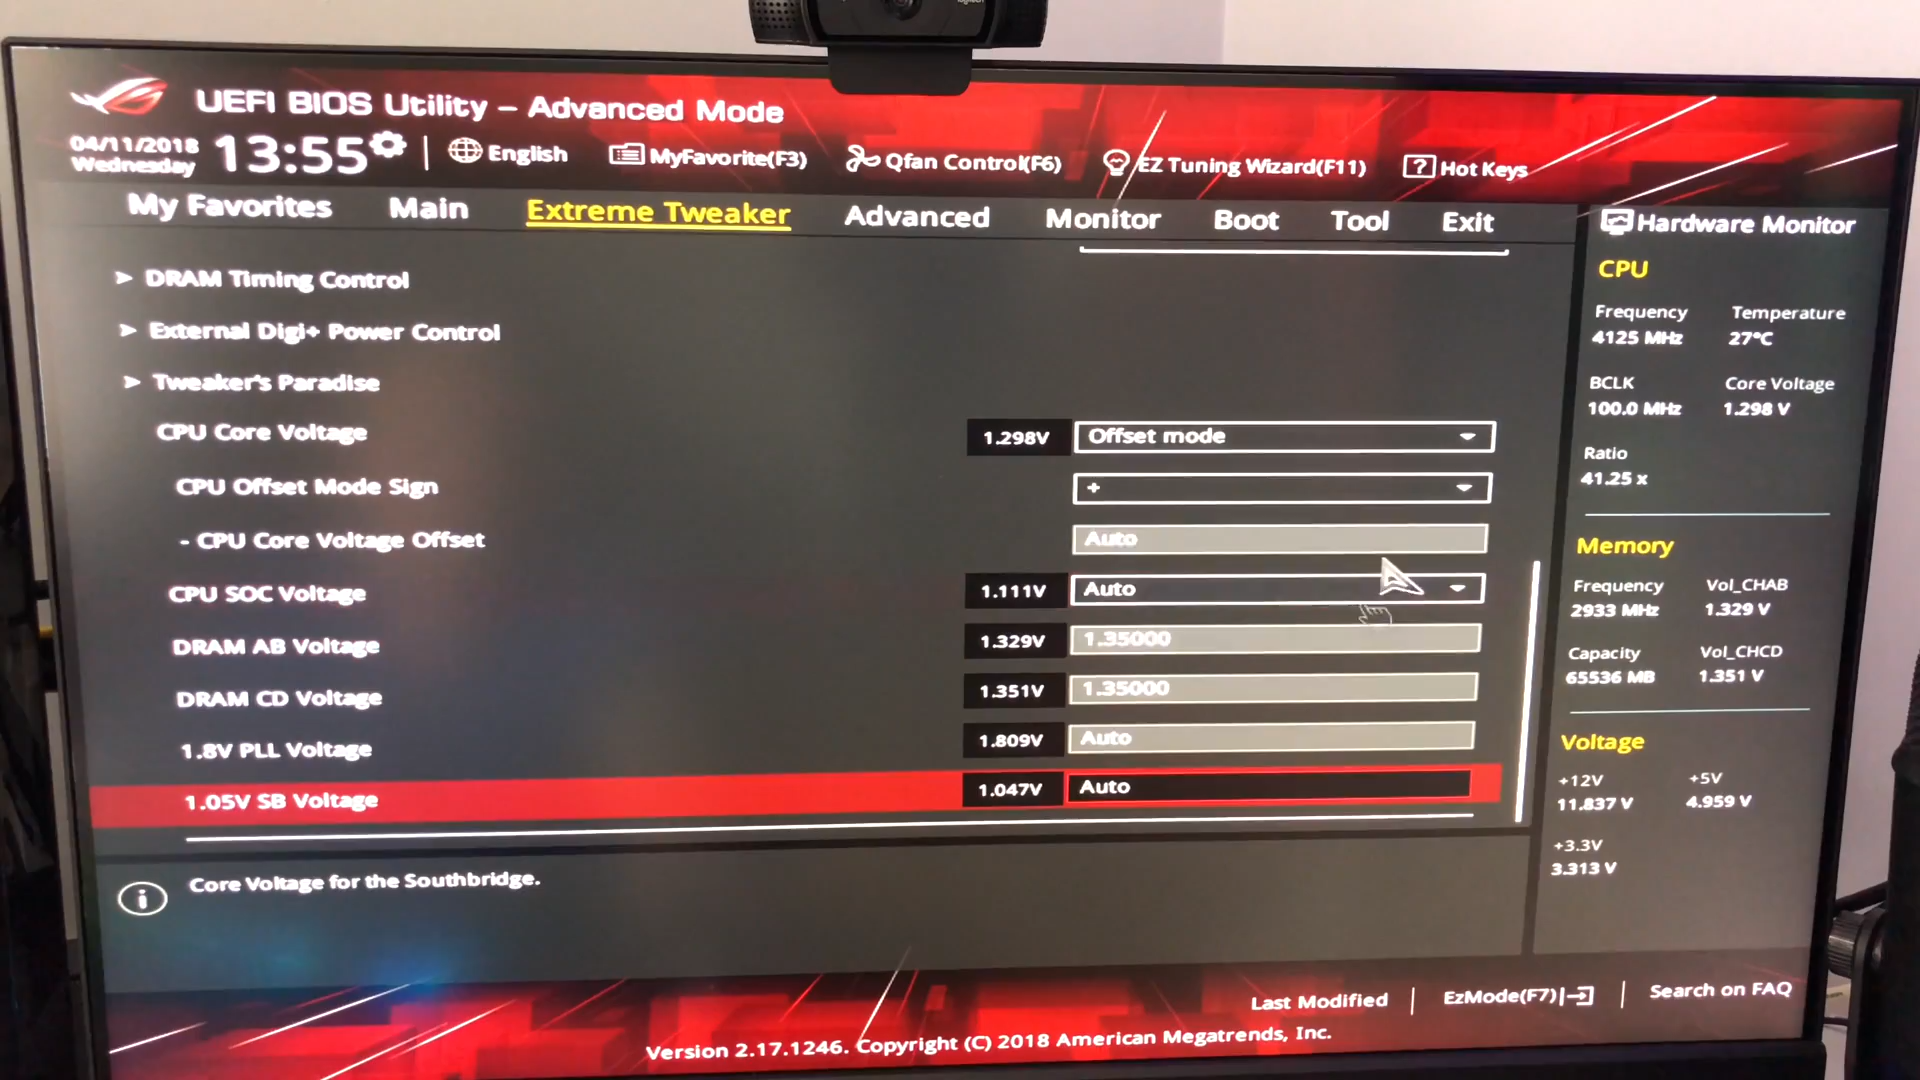 UEFI BIOS Utility – Advanced Mode
04/11/2018
Wednesday
13:55
English
MyFavorite(F3)
Qfan Control(F6)
EZ Tuning Wizard(F11)
? Hot Keys
My Favorites Main Extreme Tweaker Advanced Monitor Boot Tool Exit
> DRAM Timing Control
> External Digi+ Power Control
> Tweaker's Paradise
CPU Core Voltage 1.298V Offset mode
CPU Offset Mode Sign +
- CPU Core Voltage Offset Auto
CPU SOC Voltage 1.111V Auto
DRAM AB Voltage 1.329V 1.35000
DRAM CD Voltage 1.351V 1.35000
1.8V PLL Voltage 1.809V Auto
1.05V SB Voltage 1.047V Auto
i Core Voltage for the Southbridge.
Hardware Monitor
CPU
Frequency Temperature
4125 MHz 27°C
BCLK Core Voltage
100.0 MHz 1.298 V
Ratio
41.25 x
Memory
Frequency Vol_CHAB
2933 MHz 1.329 V
Capacity Vol_CHCD
65536 MB 1.351 V
Voltage
+12V +5V
11.837 V 4.959 V
+3.3V
3.313 V
Last Modified | EzMode(F7) | Search on FAQ
Version 2.17.1246. Copyright (C) 2018 American Megatrends, Inc.